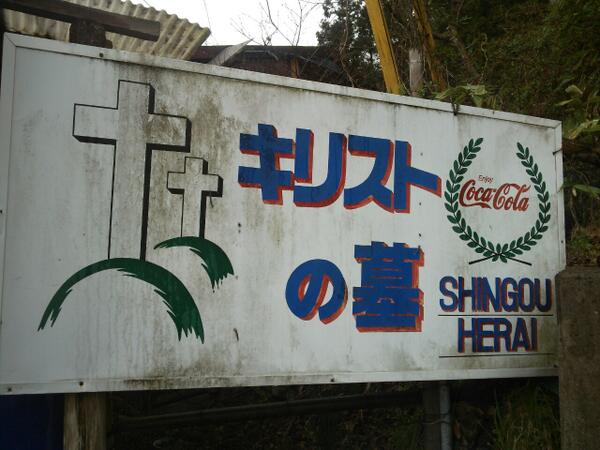 キリスト
の墓
Enjoy
Coca-Cola
SHINGOU
HERAI